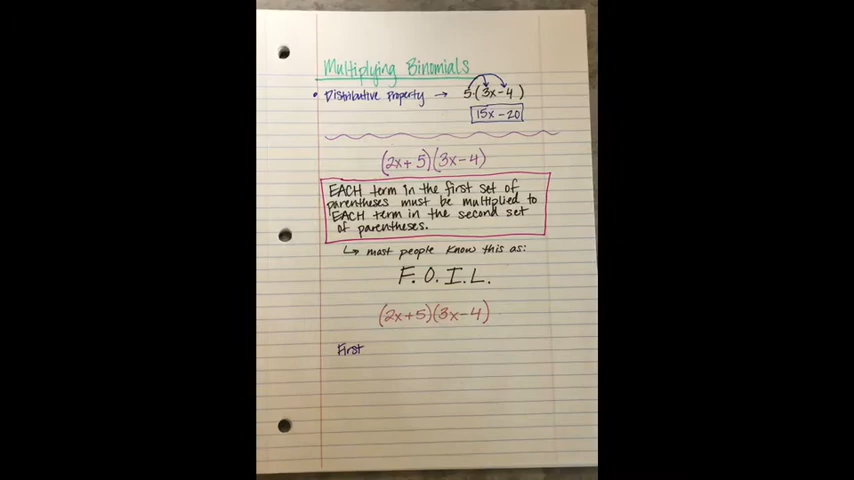 Multiplying Binomials
• Distributive Property → 5·(3x-4)
15x-20
(2x+5)(3x-4)
EACH term in the first set of
parentheses must be multiplied to
EACH term in the second set
of parentheses.
↳ most people know this as:
F.O.I.L.
(2x+5)(3x-4)
First